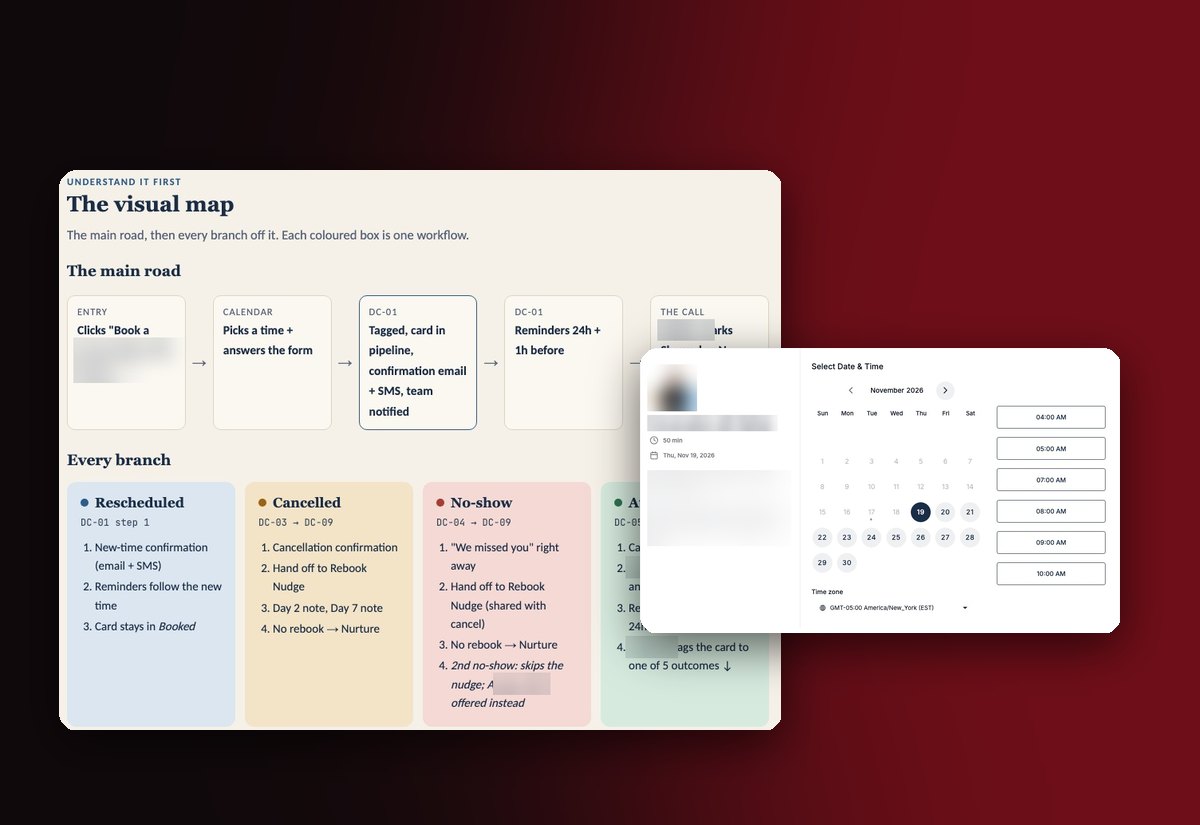 UNDERSTAND IT FIRST
The visual map
The main road, then every branch off it. Each coloured box is one workflow.
The main road
ENTRY
Clicks "Book a
→
CALENDAR
Picks a time +
answers the form
→
DC-01
Tagged, card in
pipeline,
confirmation email
+ SMS, team
notified
→
DC-01
Reminders 24h +
1h before
THE CALL
Every branch
Rescheduled
DC-01 step 1
1. New-time confirmation
(email + SMS)
2. Reminders follow the new
time
3. Card stays in Booked
Cancelled
DC-03 → DC-09
1. Cancellation confirmation
2. Hand off to Rebook
Nudge
3. Day 2 note, Day 7 note
4. No rebook → Nurture
No-show
DC-04 → DC-09
1. "We missed you" right
away
2. Hand off to Rebook
Nudge (shared with
cancel)
3. No rebook → Nurture
4. 2nd no-show: skips the
nudge;
offered instead
1.
2.
3.
4. ags the card to
one of 5 outcomes ↓
50 min
Thu, Nov 19, 2026
Select Date & Time
November 2026
Sun Mon Tue Wed Thu Fri Sat
1 2 3 4 5 6 7
8 9 10 11 12 13 14
15 16 17 18 19 20 21
22 23 24 25 26 27 28
29 30
Time zone
GMT-05:00 America/New_York (EST)
04:00 AM
05:00 AM
07:00 AM
08:00 AM
09:00 AM
10:00 AM